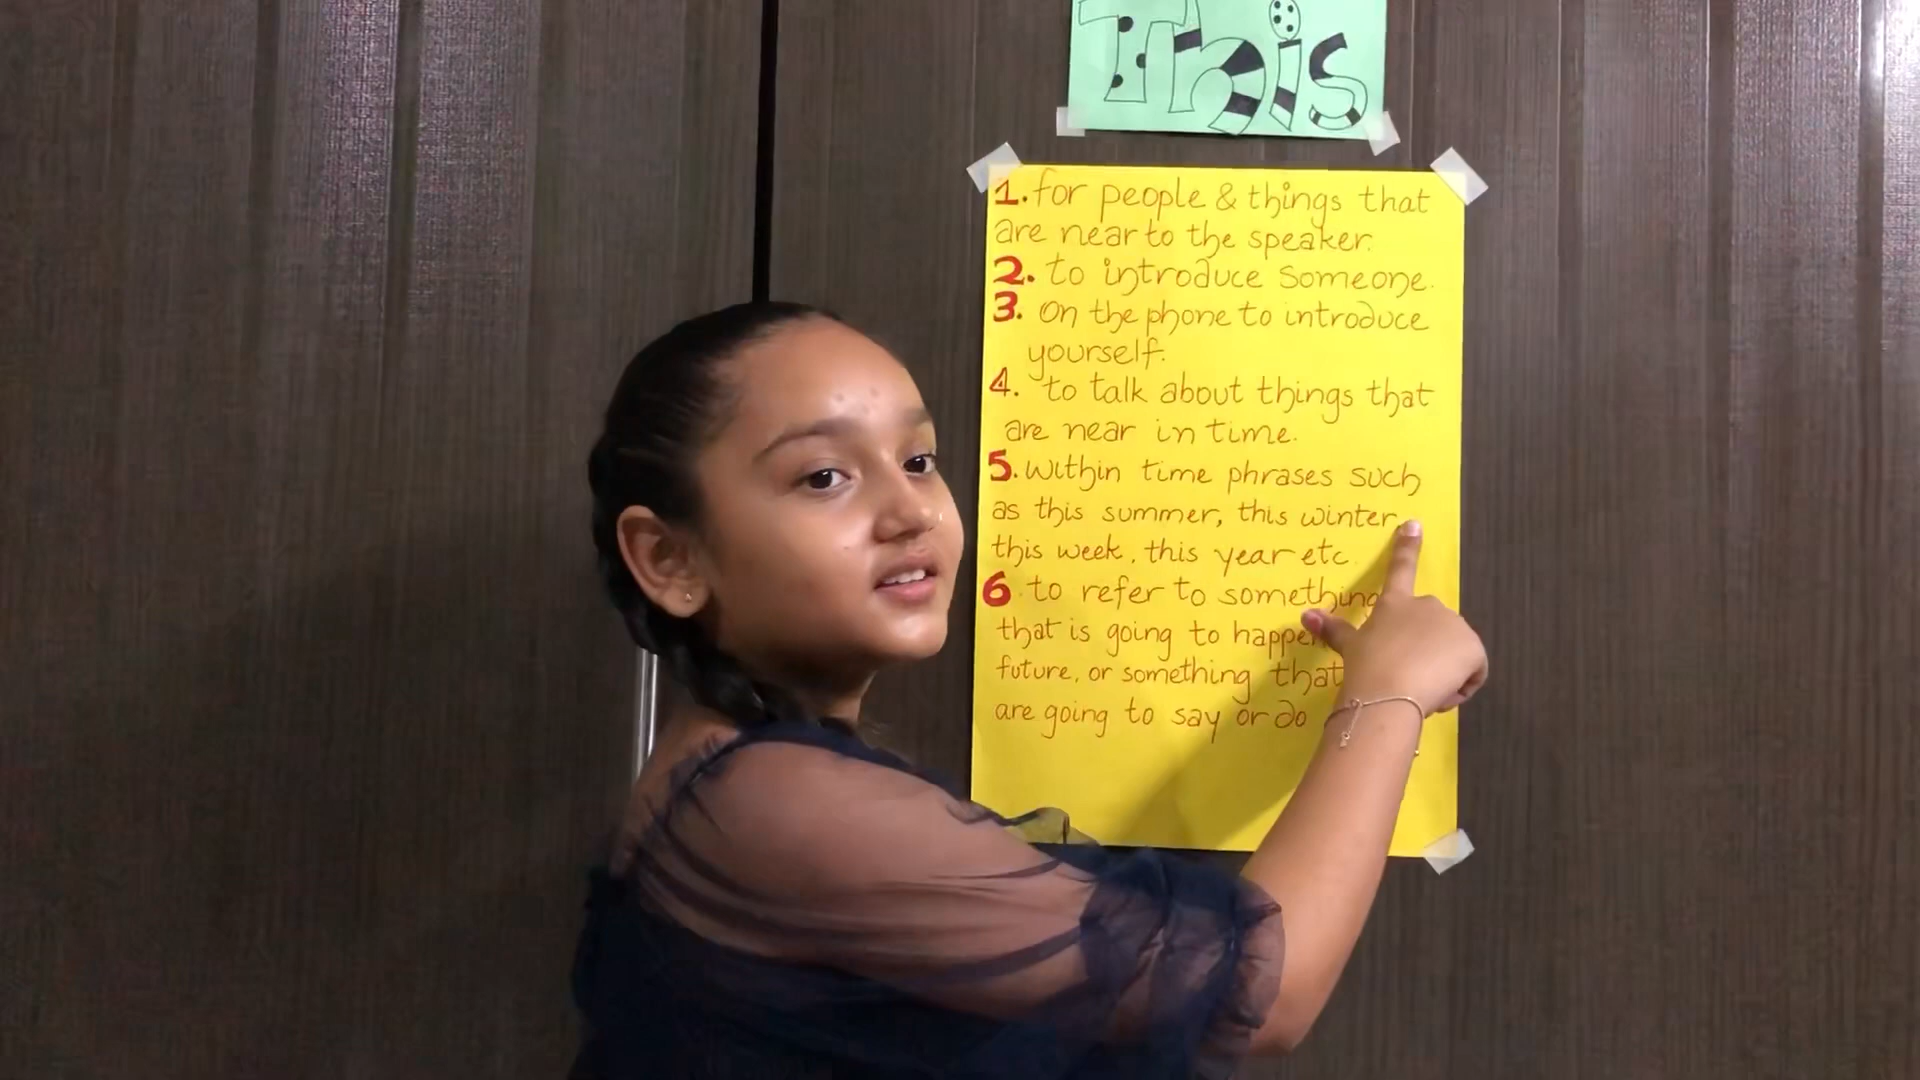 This
1. for people & things that
are near to the speaker.
2. to introduce someone.
3. on the phone to introduce
yourself.
4. to talk about things that
are near in time.
5. within time phrases such
as this summer, this winter,
this week, this year etc.
6. to refer to something
that is going to happen
future, or something that
are going to say or do